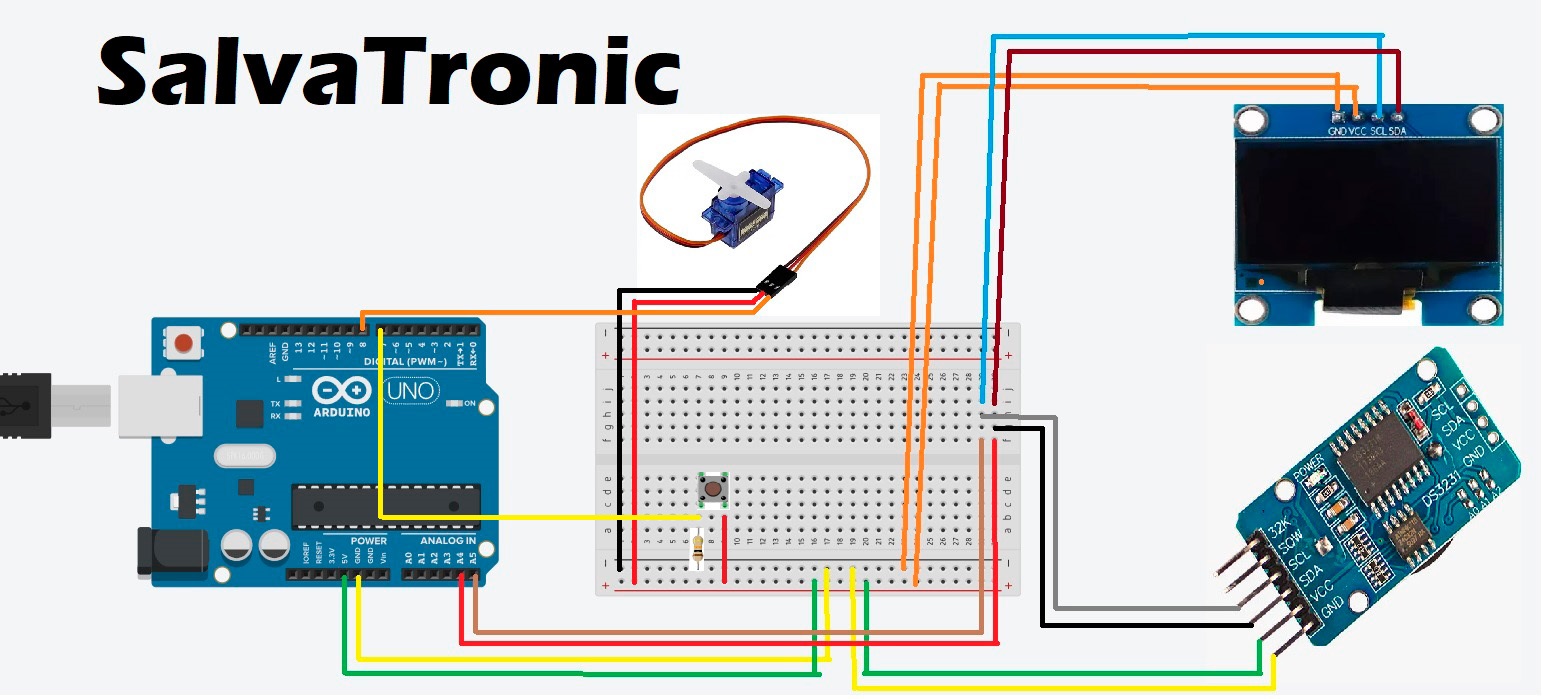 SalvaTronic
GND VCC SCL SDA
AREF
GND
13
12
~11
~10
~9
8
~6
~5
4
~3
2
TX→1
RX←0
DIGITAL (PWM~)
L
TX
RX
ARDUINO
UNO
ON
IOREF
RESET
3.3V
5V
GND
GND
Vin
POWER
ANALOG IN
A0
A1
A2
A3
A4
A5
SCL
SDA
VCC
GND
POWER
DS3231
32K
SQW
SCL
SDA
VCC
GND